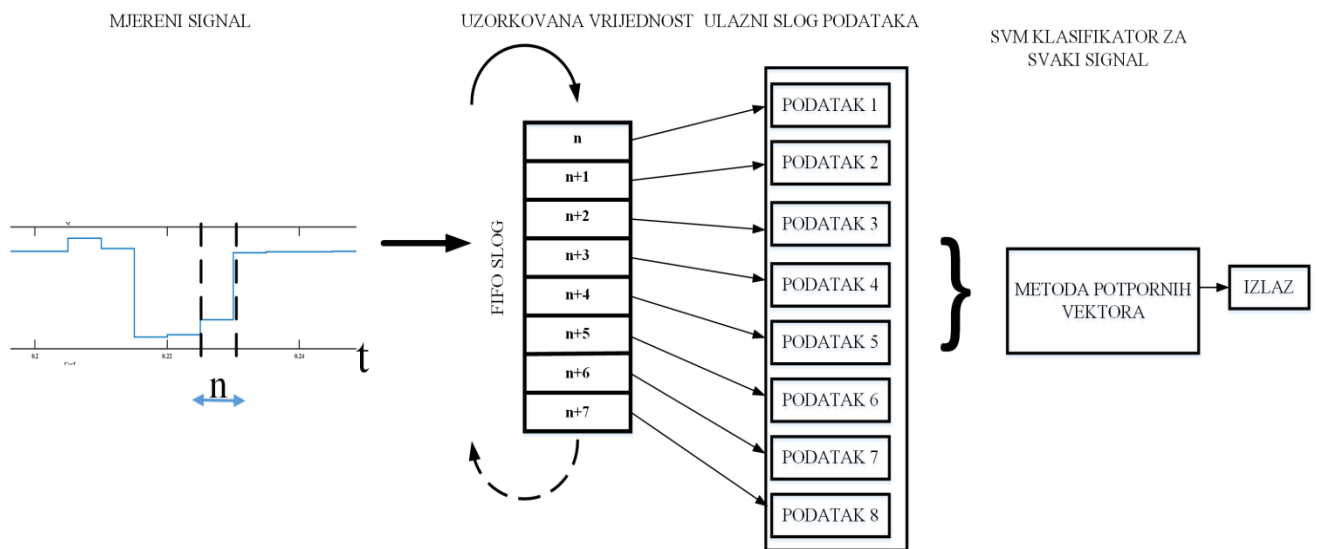 MJERENI SIGNAL
UZORKOVANA VRIJEDNOST
ULAZNI SLOG PODATAKA
SVM KLASIFIKATOR ZA
SVAKI SIGNAL
0.2
0.22
0.24
t
n
FIFO SLOG
n
n+1
n+2
n+3
n+4
n+5
n+6
n+7
PODATAK 1
PODATAK 2
PODATAK 3
PODATAK 4
PODATAK 5
PODATAK 6
PODATAK 7
PODATAK 8
}
METODA POTPORNIH
VEKTORA
IZLAZ